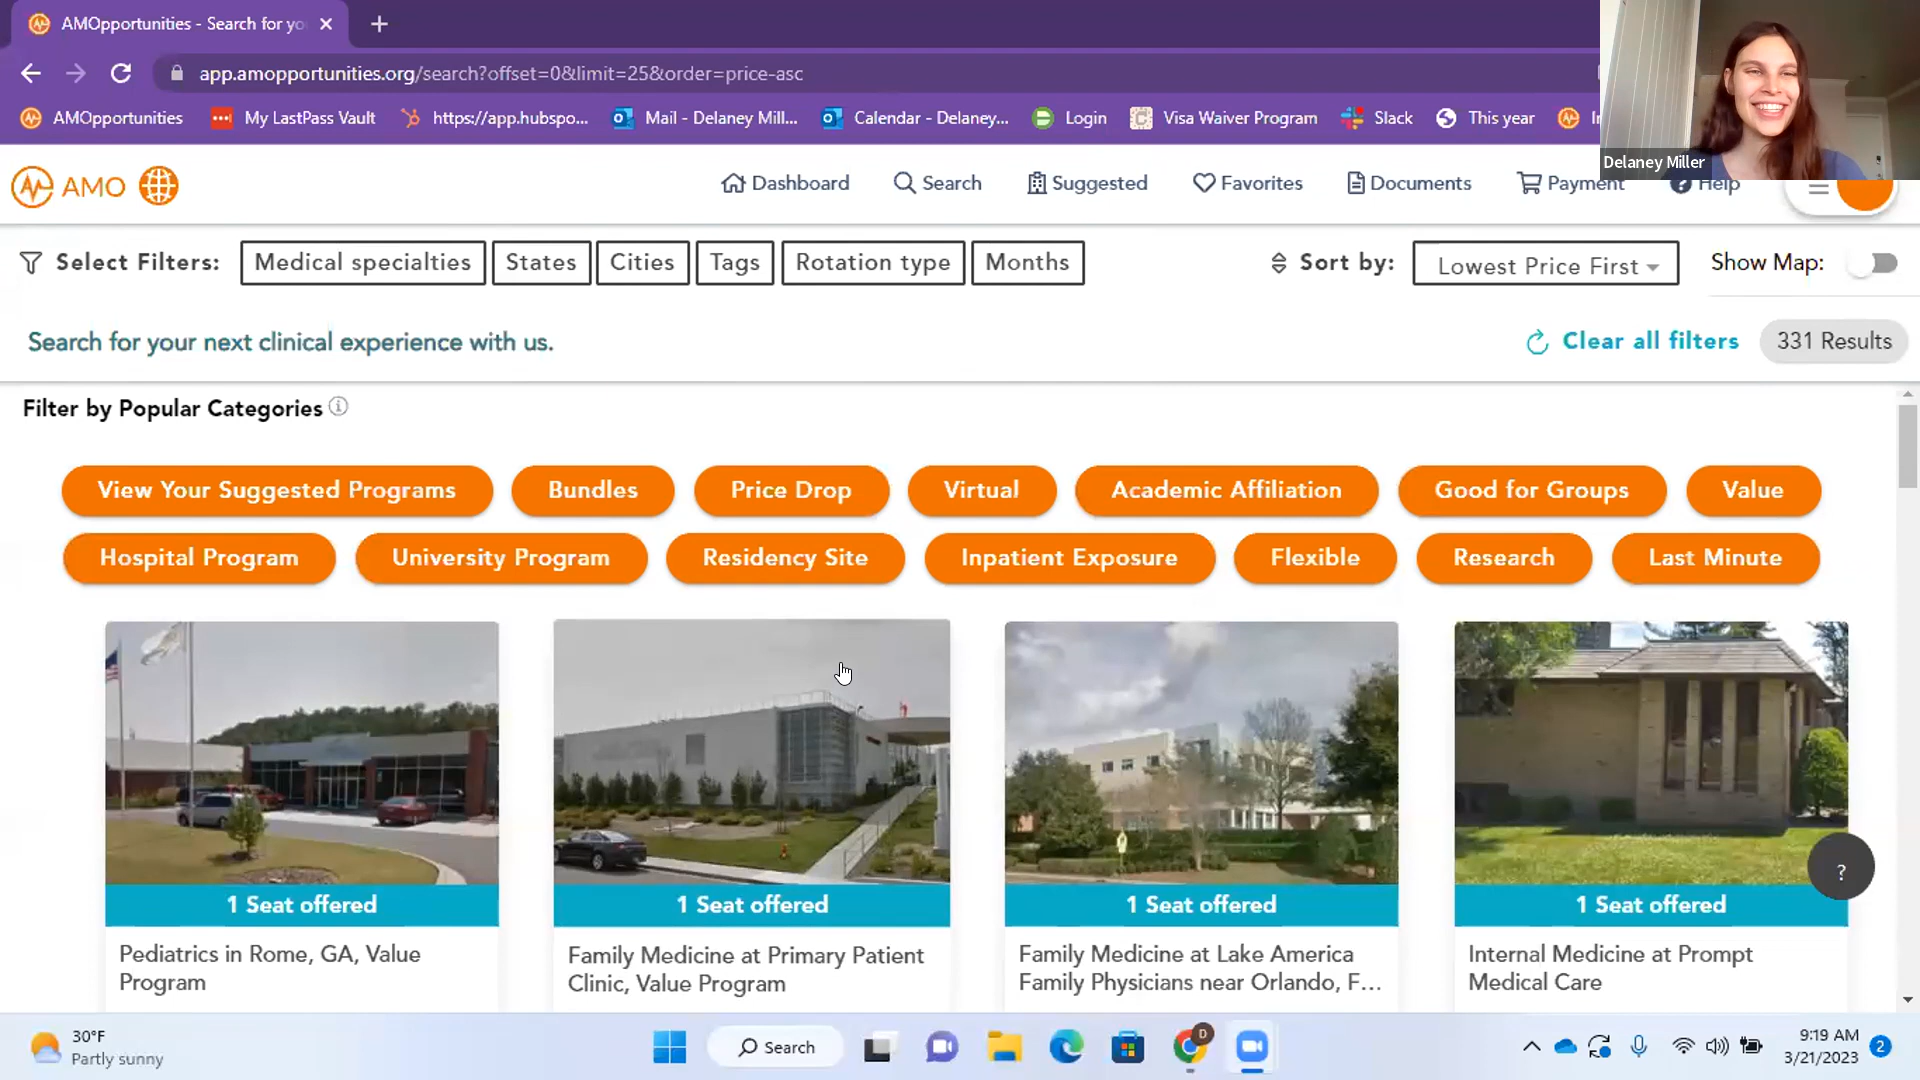 AMOpportunities - Search for yo
app.amopportunities.org/search?offset=0&limit=25&order=price-asc
AMOpportunities
My LastPass Vault
https://app.hubspo...
Mail - Delaney Mill...
Calendar - Delaney...
Login
Visa Waiver Program
Slack
This year
Delaney Miller
AMO
Dashboard
Search
Suggested
Favorites
Documents
Payment
Help
Select Filters:
Medical specialties
States
Cities
Tags
Rotation type
Months
Sort by:
Lowest Price First
Show Map:
Search for your next clinical experience with us.
Clear all filters
331 Results
Filter by Popular Categories
View Your Suggested Programs
Bundles
Price Drop
Virtual
Academic Affiliation
Good for Groups
Value
Hospital Program
University Program
Residency Site
Inpatient Exposure
Flexible
Research
Last Minute
1 Seat offered
1 Seat offered
1 Seat offered
1 Seat offered
Pediatrics in Rome, GA, Value
Program
Family Medicine at Primary Patient
Clinic, Value Program
Family Medicine at Lake America
Family Physicians near Orlando, F...
Internal Medicine at Prompt
Medical Care
?
30°F
Partly sunny
Search
D
9:19 AM
3/21/2023
2